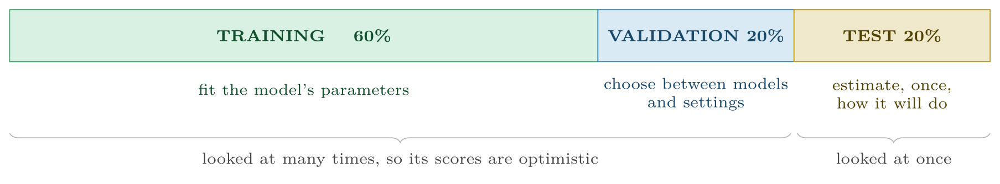 TRAINING 60%
VALIDATION 20%
TEST 20%
fit the model's parameters
choose between models
and settings
estimate, once,
how it will do
looked at many times, so its scores are optimistic
looked at once